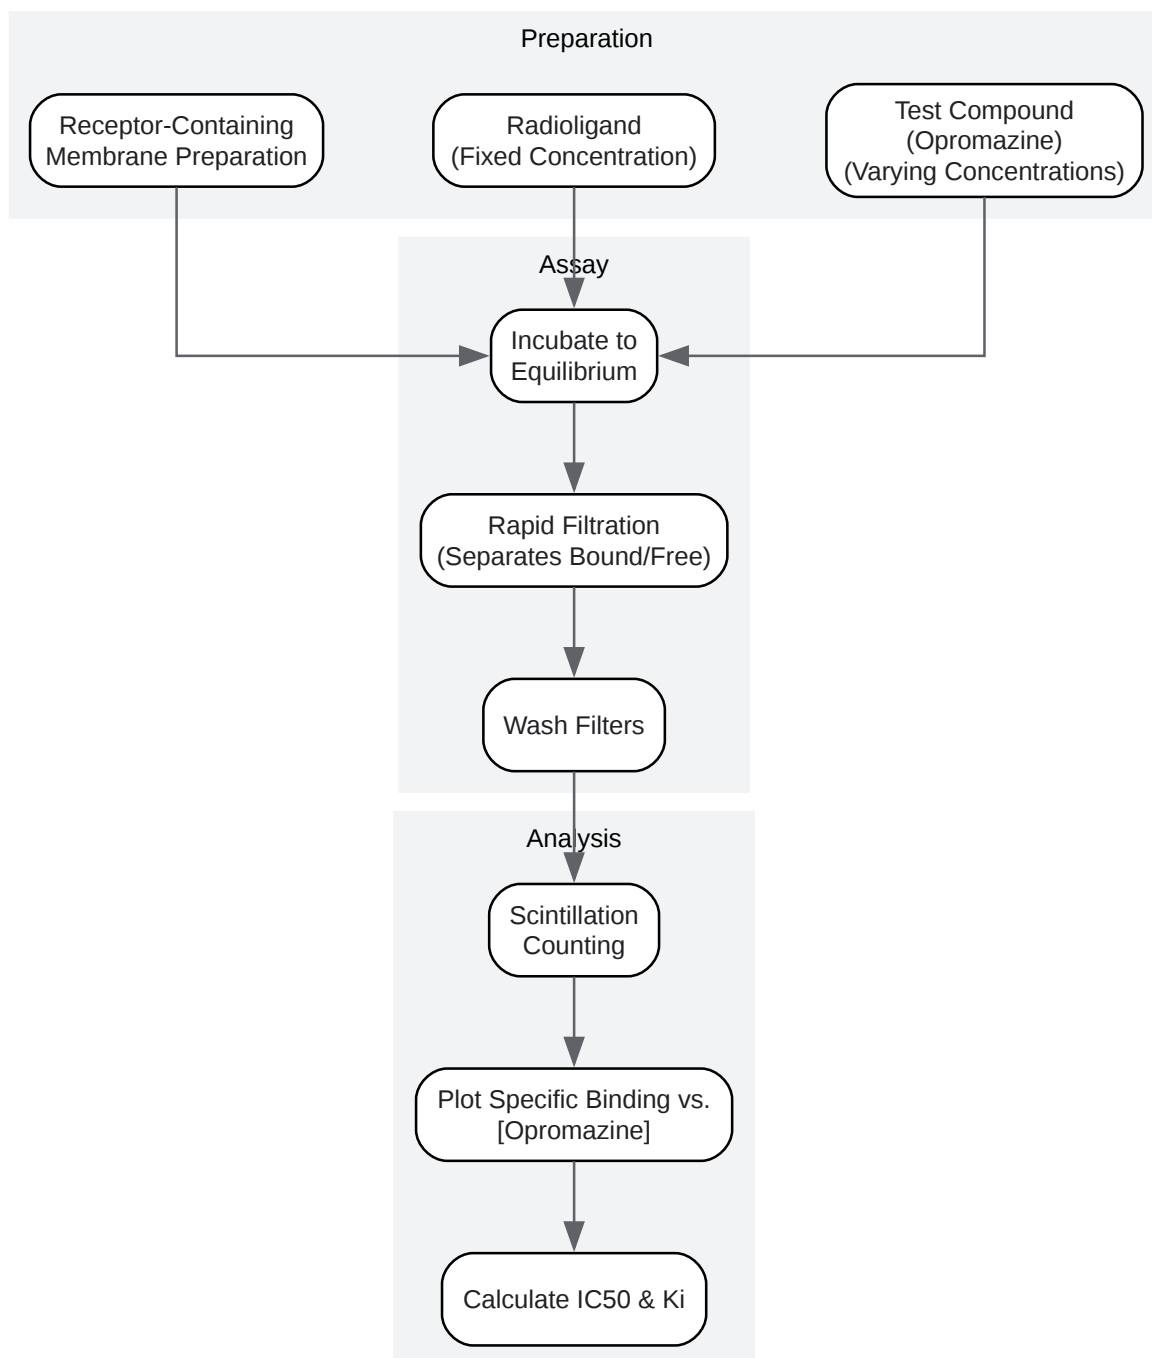 Preparation
Receptor-Containing
Membrane Preparation
Radioligand
(Fixed Concentration)
Test Compound
(Opromazine)
(Varying Concentrations)
Assay
Incubate to
Equilibrium
Rapid Filtration
(Separates Bound/Free)
Wash Filters
Analysis
Scintillation
Counting
Plot Specific Binding vs.
[Opromazine]
Calculate IC50 & Ki